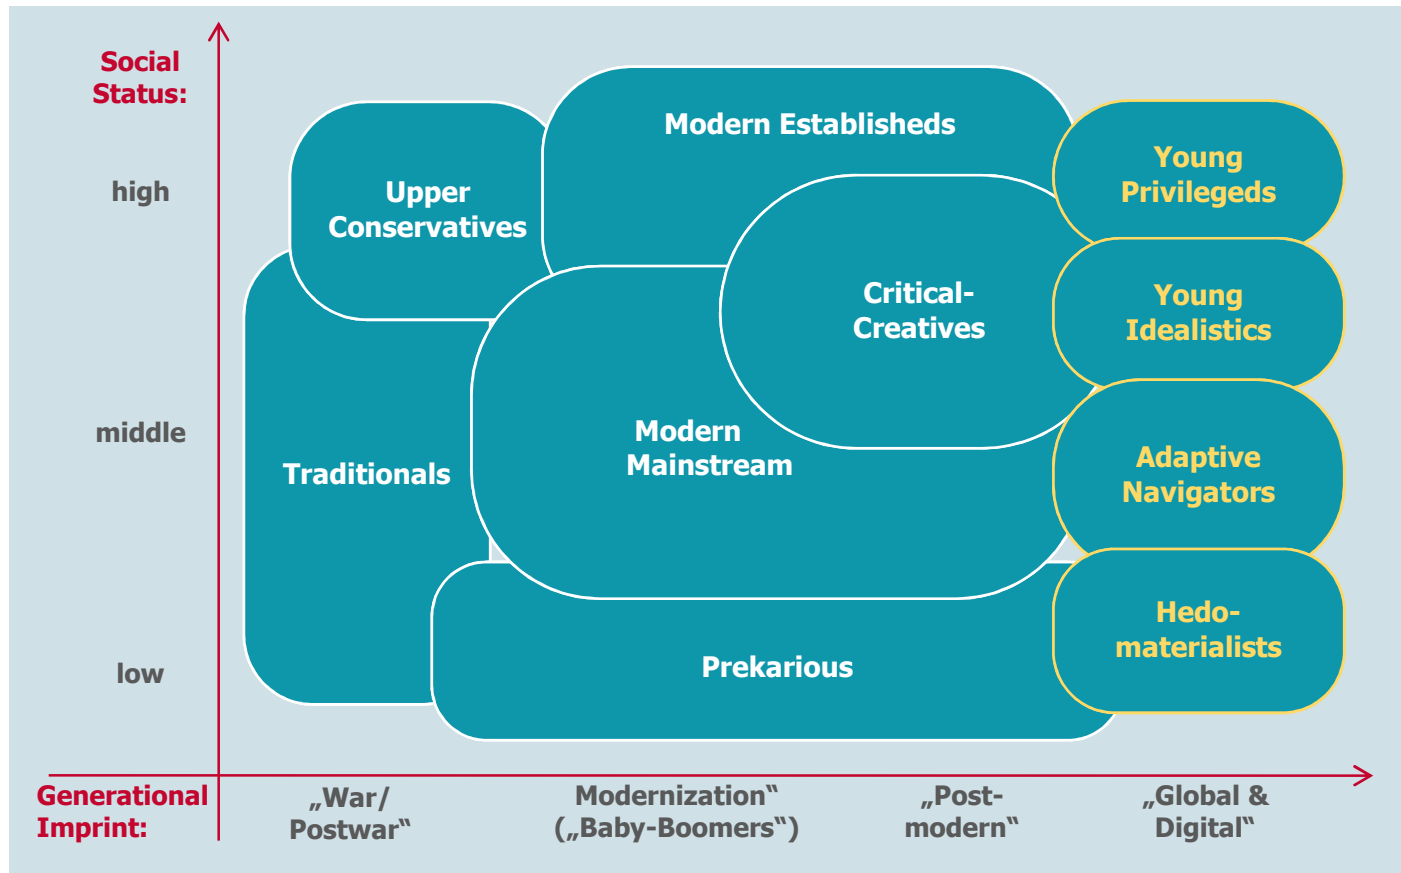 Social
Status:
high
middle
low
Modern Establisheds
Upper
Conservatives
Critical-
Creatives
Modern
Mainstream
Traditionals
Prekarious
Young
Privilegeds
Young
Idealistics
Adaptive
Navigators
Hedo-
materialists
Generational
Imprint:
„War/
Postwar“
Modernization“
(„Baby-Boomers“)
„Post-
modern“
„Global &
Digital“